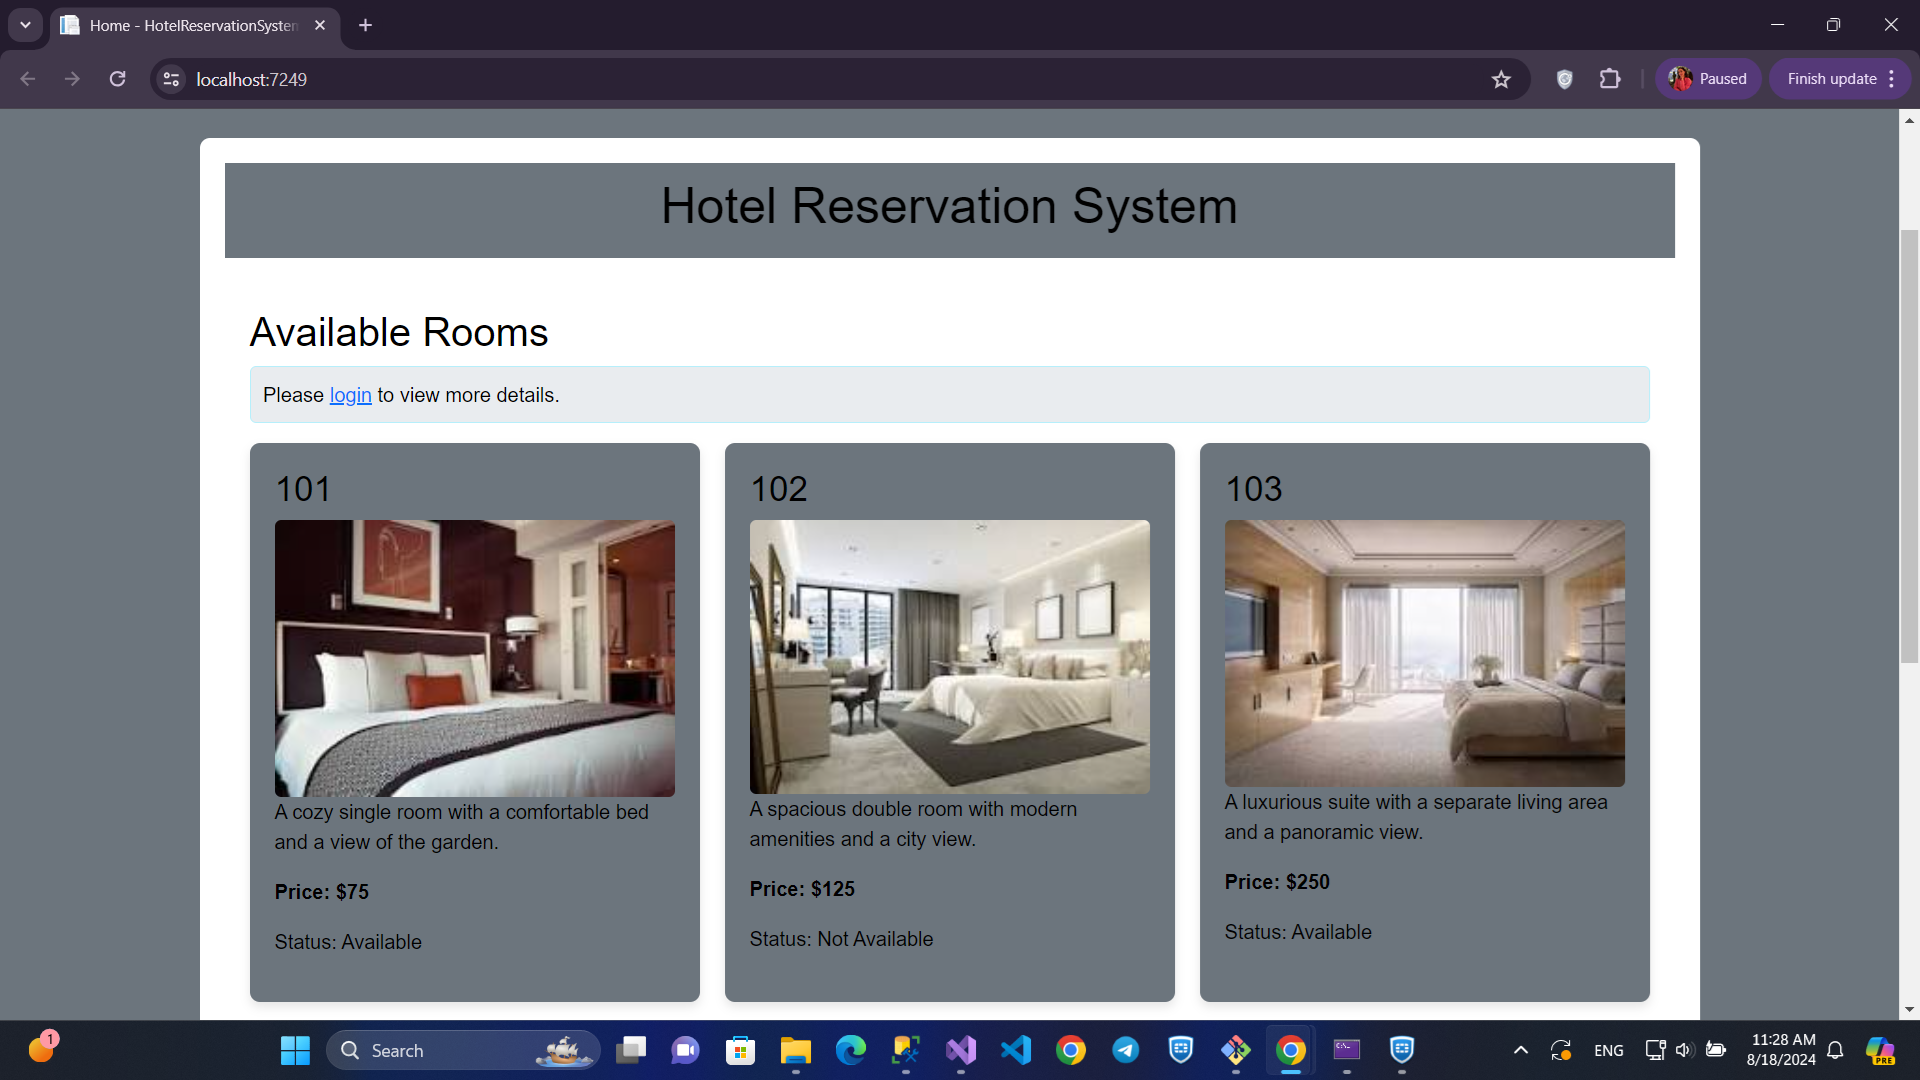 Home - HotelReservationSystem
localhost:7249
Paused
Finish update
Hotel Reservation System
Available Rooms
Please login to view more details.
101
102
103
A cozy single room with a comfortable bed
and a view of the garden.
Price: $75
Status: Available
A spacious double room with modern
amenities and a city view.
Price: $125
Status: Not Available
A luxurious suite with a separate living area
and a panoramic view.
Price: $250
Status: Available
1
Search
ENG
11:28 AM
8/18/2024
PRE